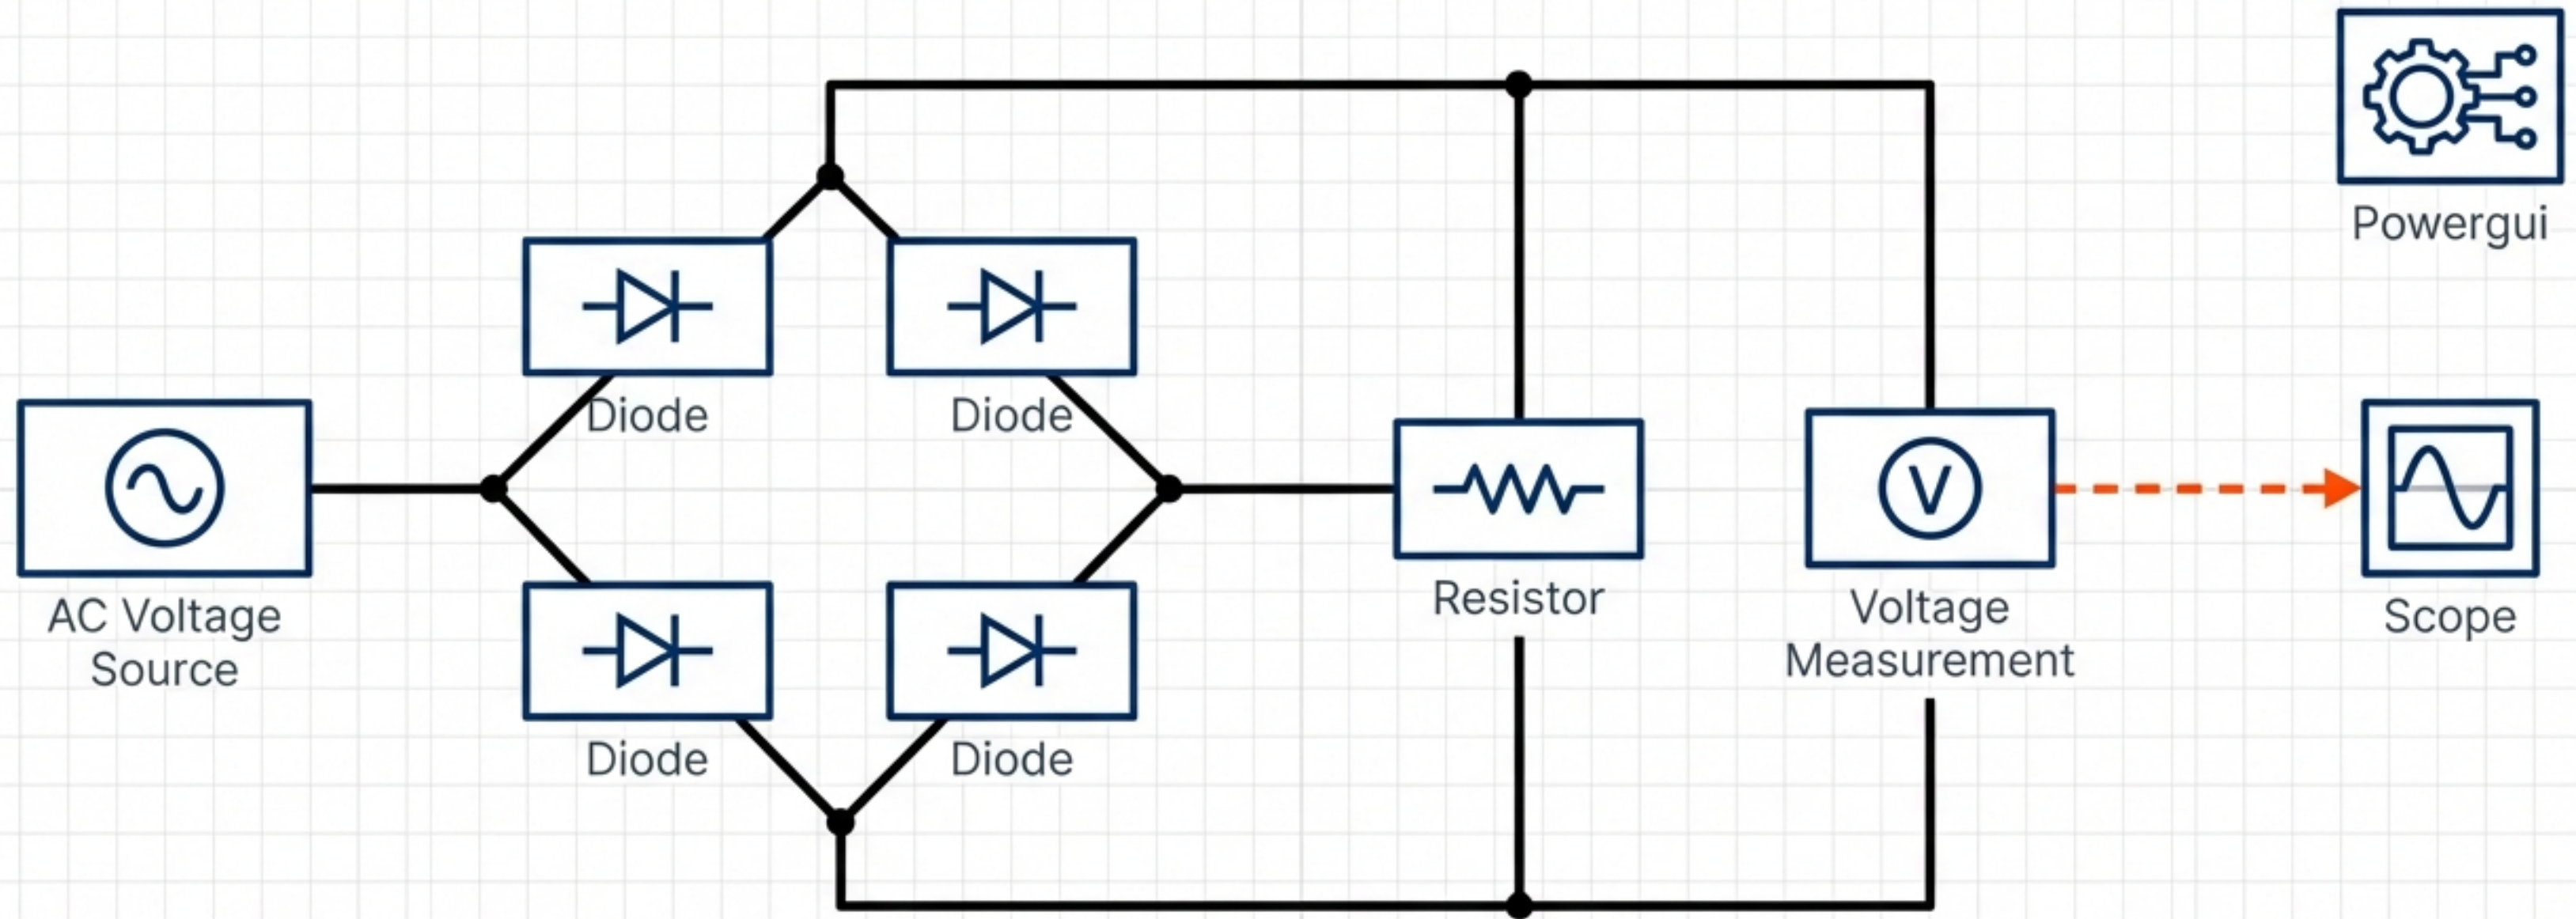 Powergui
Diode
Diode
AC Voltage
Source
Resistor
V
Voltage
Measurement
Scope
Diode
Diode